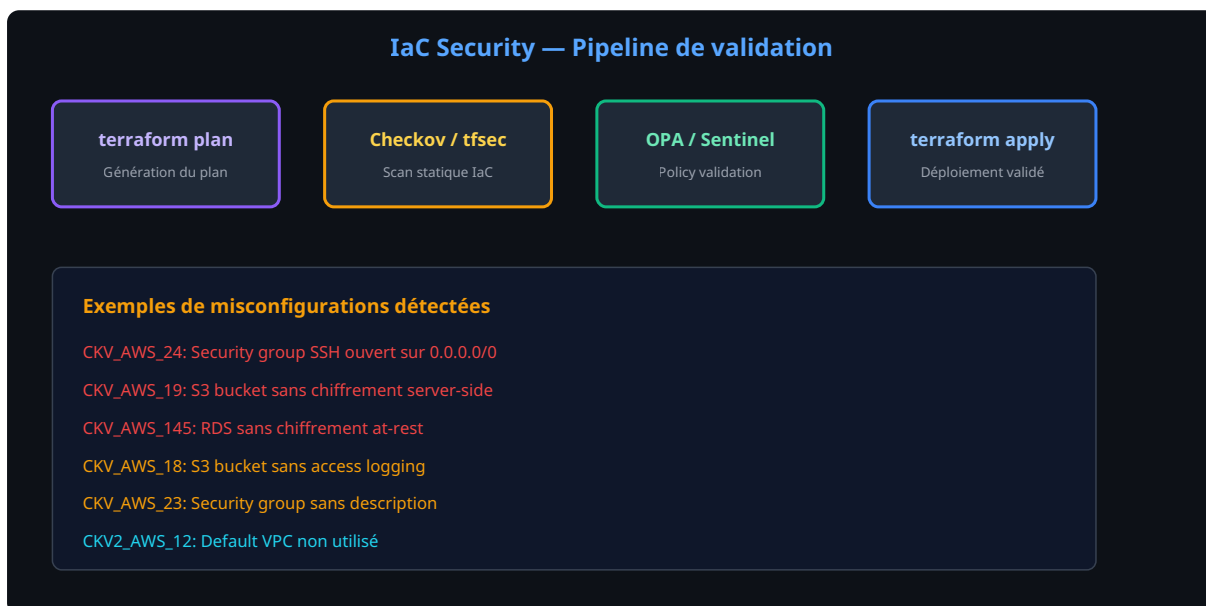 IaC Security — Pipeline de validation
terraform plan
Génération du plan
Checkov / tfsec
Scan statique IaC
OPA / Sentinel
Policy validation
terraform apply
Déploiement validé
Exemples de misconfigurations détectées
CKV_AWS_24: Security group SSH ouvert sur 0.0.0.0/0
CKV_AWS_19: S3 bucket sans chiffrement server-side
CKV_AWS_145: RDS sans chiffrement at-rest
CKV_AWS_18: S3 bucket sans access logging
CKV_AWS_23: Security group sans description
CKV2_AWS_12: Default VPC non utilisé